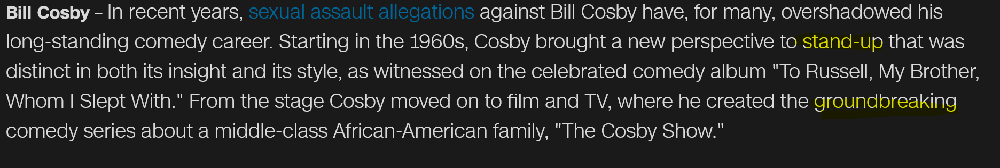 Bill Cosby – In recent years, sexual assault allegations against Bill Cosby have, for many, overshadowed his
long-standing comedy career. Starting in the 1960s, Cosby brought a new perspective to stand-up that was
distinct in both its insight and its style, as witnessed on the celebrated comedy album "To Russell, My Brother,
Whom I Slept With." From the stage Cosby moved on to film and TV, where he created the groundbreaking
comedy series about a middle-class African-American family, "The Cosby Show."